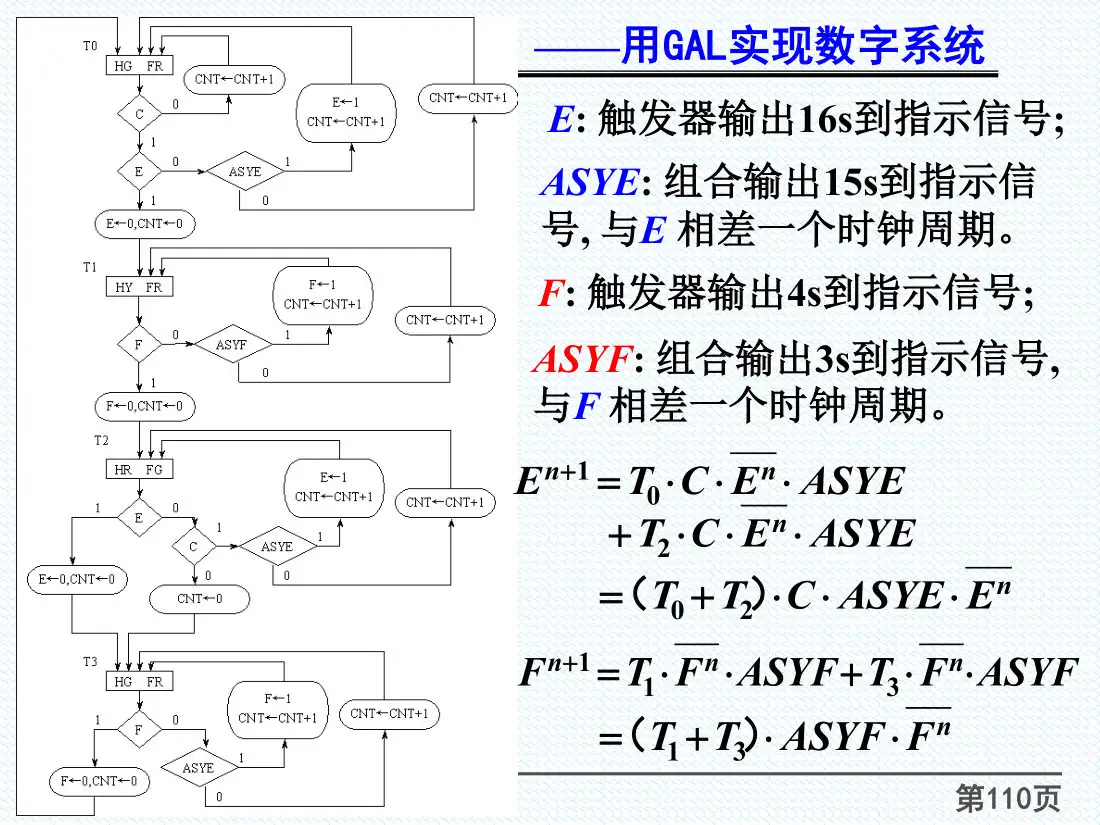 ——用GAL实现数字系统
T0
HG FR
CNT←CNT+1
C
0
1
E←1
CNT←CNT+1
CNT←CNT+1
E
0
ASYE
1
0
1
E←0,CNT←0
T1
HY FR
F←1
CNT←CNT+1
CNT←CNT+1
F
0
ASYF
1
0
1
F←0,CNT←0
T2
HR FG
E←1
CNT←CNT+1
CNT←CNT+1
1
E
0
C
1
ASYE
1
0
0
E←0,CNT←0
CNT←0
T3
HG FR
F←1
CNT←CNT+1
CNT←CNT+1
1
F
0
ASYE
1
0
F←0,CNT←0
E: 触发器输出16s到指示信号;
ASYE: 组合输出15s到指示信
号, 与E 相差一个时钟周期。
F: 触发器输出4s到指示信号;
ASYF: 组合输出3s到指示信号,
与F 相差一个时钟周期。
Eⁿ⁺¹ = T₀·C·E̅ⁿ̅·ASYE
+T₂·C·E̅ⁿ̅·ASYE
=(T₀+T₂)·C·ASYE·E̅ⁿ̅
Fⁿ⁺¹ = T₁·F̅ⁿ̅·ASYF+T₃·F̅ⁿ̅·ASYF
=(T₁+T₃)·ASYF·F̅ⁿ̅
第110页